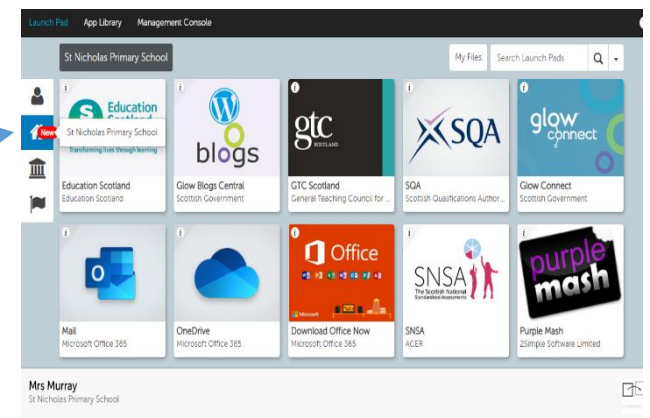 Launch Pad App Library Management Console
St Nicholas Primary School
My Files Search Launch Pads
New St Nicholas Primary School
S Education
Transforming lives through learning
Education Scotland
Education Scotland
blogs
Glow Blogs Central
Scottish Government
gtc
SCOTLAND
GTC Scotland
General Teaching Council for ...
SQA
SQA
Scottish Qualifications Author...
glow
connect
Glow Connect
Scottish Government
O
Mail
Microsoft Office 365
OneDrive
Microsoft Office 365
Office
Microsoft
Download Office Now
Microsoft Office 365
SNSA
The Scottish National
Standardised Assessments
SNSA
ACER
purple
mash
Purple Mash
2Simple Software Limited
Mrs Murray
St Nicholas Primary School